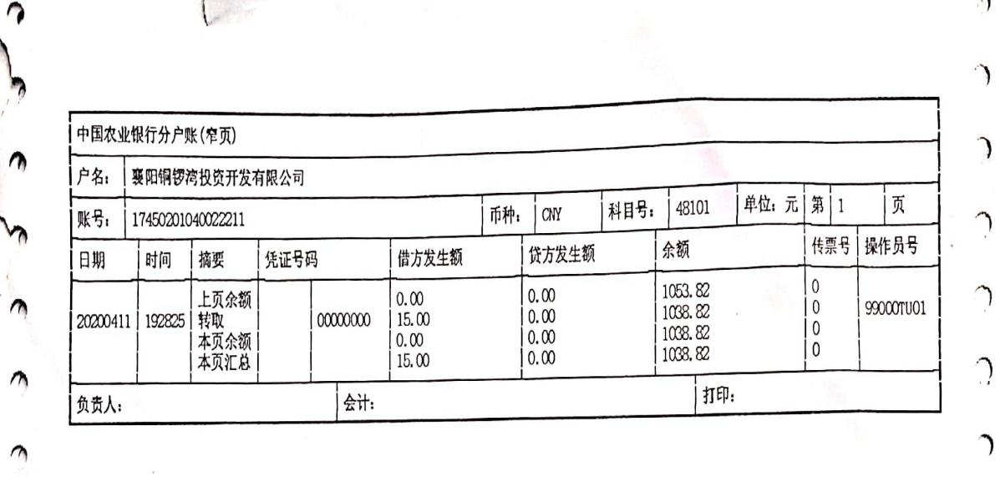 中国农业银行分户账(窄页)
户名： 襄阳铜锣湾投资开发有限公司
账号： 17450201040022211 币种： CNY 科目号： 48101 单位：元 第 1 页
日期 时间 摘要 凭证号码 借方发生额 贷方发生额 余额 传票号 操作员号
上页余额 0.00 0.00 1053.82 0
20200411 192825 转取 00000000 15.00 0.00 1038.82 0 99000TU01
本页余额 0.00 0.00 1038.82 0
本页汇总 15.00 0.00 1038.82 0
负责人： 会计： 打印：